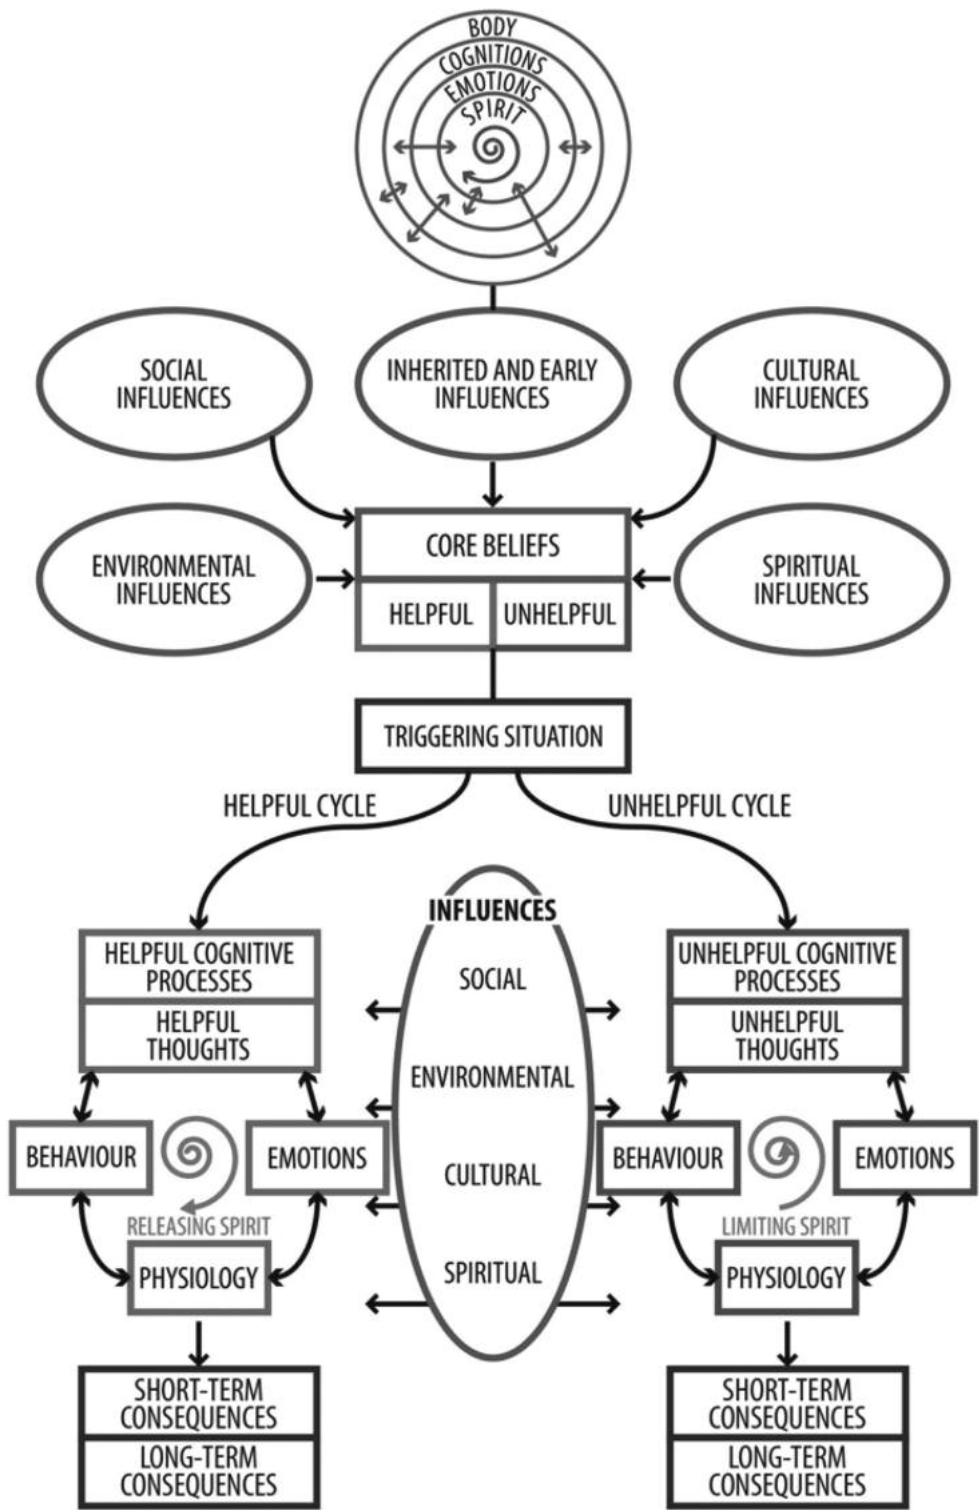 BODY
COGNITIONS
EMOTIONS
SPIRIT
SOCIAL
INFLUENCES
INHERITED AND EARLY
INFLUENCES
CULTURAL
INFLUENCES
ENVIRONMENTAL
INFLUENCES
CORE BELIEFS
HELPFUL
UNHELPFUL
SPIRITUAL
INFLUENCES
TRIGGERING SITUATION
HELPFUL CYCLE
UNHELPFUL CYCLE
HELPFUL COGNITIVE
PROCESSES
HELPFUL
THOUGHTS
BEHAVIOUR
EMOTIONS
RELEASING SPIRIT
PHYSIOLOGY
SHORT-TERM
CONSEQUENCES
LONG-TERM
CONSEQUENCES
INFLUENCES
SOCIAL
ENVIRONMENTAL
CULTURAL
SPIRITUAL
UNHELPFUL COGNITIVE
PROCESSES
UNHELPFUL
THOUGHTS
BEHAVIOUR
EMOTIONS
LIMITING SPIRIT
PHYSIOLOGY
SHORT-TERM
CONSEQUENCES
LONG-TERM
CONSEQUENCES